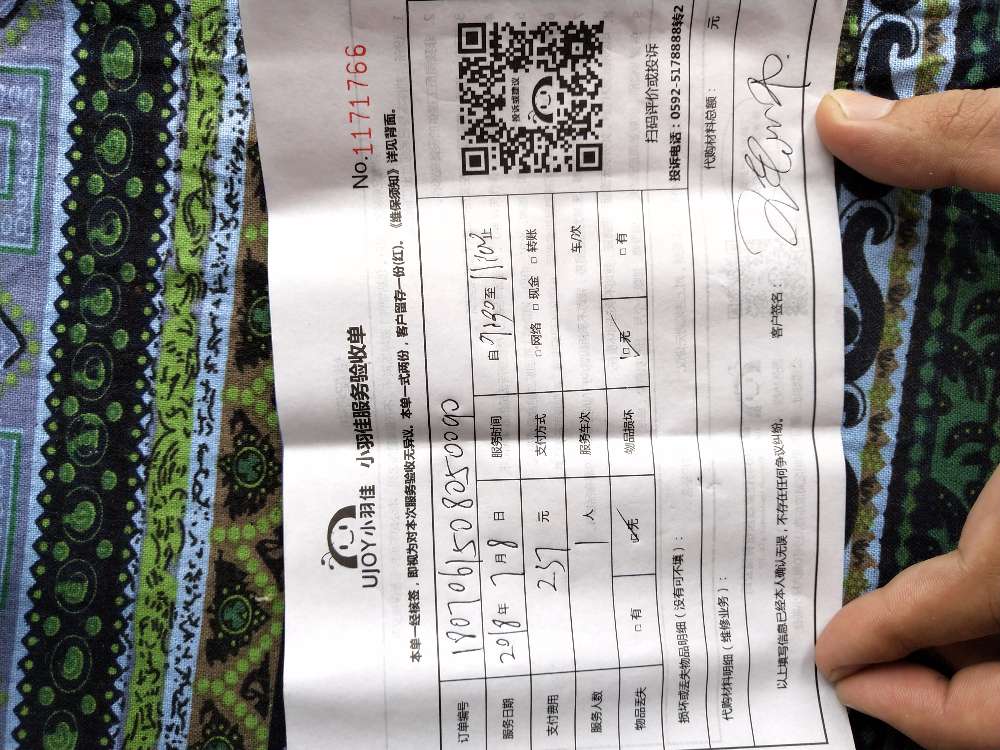 UJOY小羽佳 小羽佳服务验收单
No.11171766
本单一经核签，即视为对本次服务验收无异议。本单一式两份，客户留存一份(红)。《维保须知》详见背面。
订单编号 1807061508050090
服务日期 2018年7月8日 服务时间 自 至 止
支付费用 257 元 支付方式 □ 网络 □ 现金 □ 转账
服务人数 1 人 服务车次 车/次
物品丢失 □ 有 □ 无 物品损坏 □ 无 □ 有
投诉或建议
扫码评价或投诉
投诉电话：0592-5178888转2
损坏或丢失物品明细（没有可不填）：
代购材料明细（维修业务）： 代购材料总额： 元
以上填写信息已经本人确认无误，不存在任何争议纠纷。 客户签名：